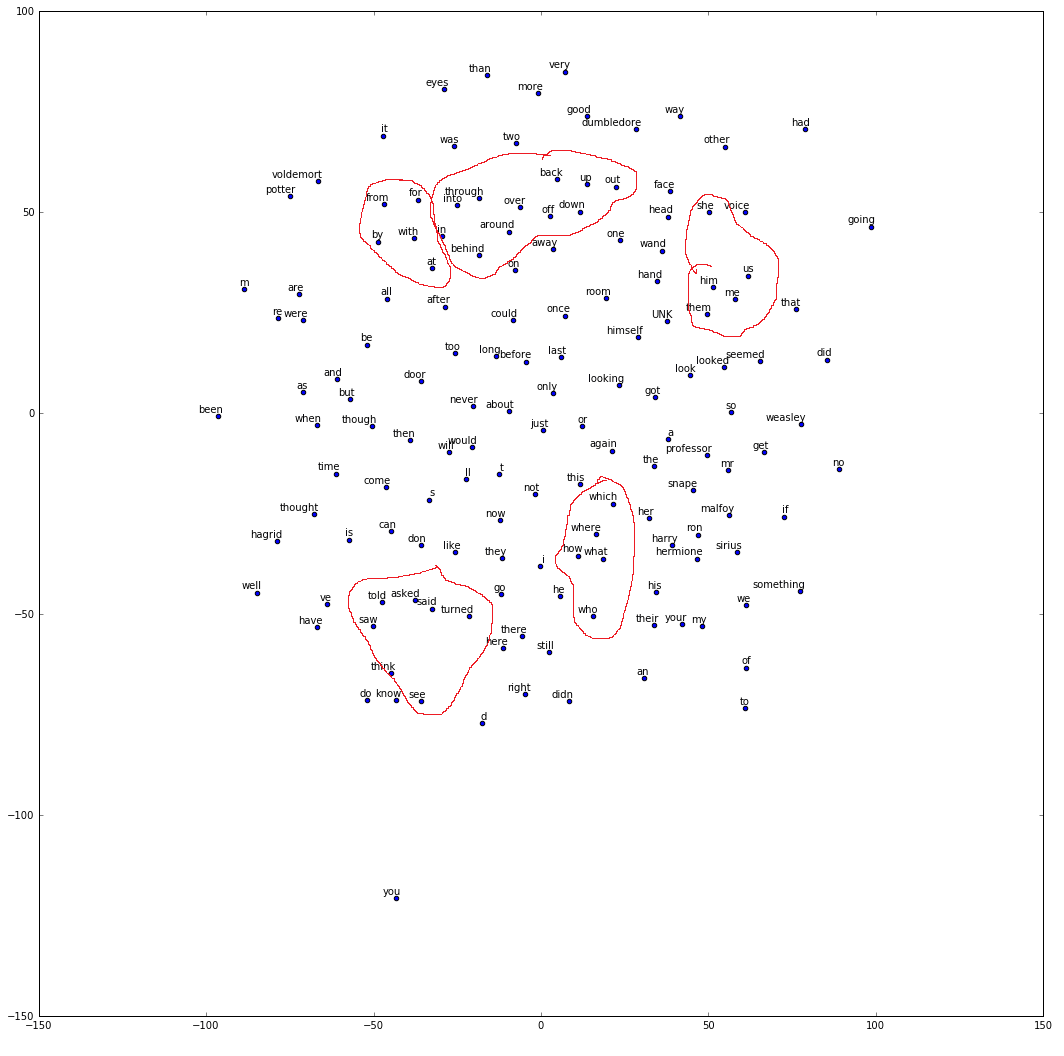 100
very
than
eyes
more
good
way
dumbledore
had
it
two
was
other
voldemort
back
up
out
face
potter
through
for
from
into
over
off
down
head
she
voice
going
around
by
with
in
one
behind
away
wand
at
on
us
hand
him
m
are
all
room
me
after
once
them
that
re
were
could
UNK
himself
be
too
long
before
last
looked
seemed
did
look
and
door
looking
as
but
only
got
never
about
so
been
when
though
just
or
weasley
then
a
will
would
again
professor
get
the
mr
no
time
ll
t
this
come
snape
s
not
which
thought
now
her
malfoy
if
can
where
ron
hagrid
is
don
like
they
how
what
harry
hermione
sirius
i
well
told
asked
go
he
his
something
ve
said
we
have
saw
turned
who
their
your
my
there
here
still
think
an
of
do
know
see
right
didn
to
d
you
50
0
−50
−100
−150
−150
−100
−50
0
50
100
150